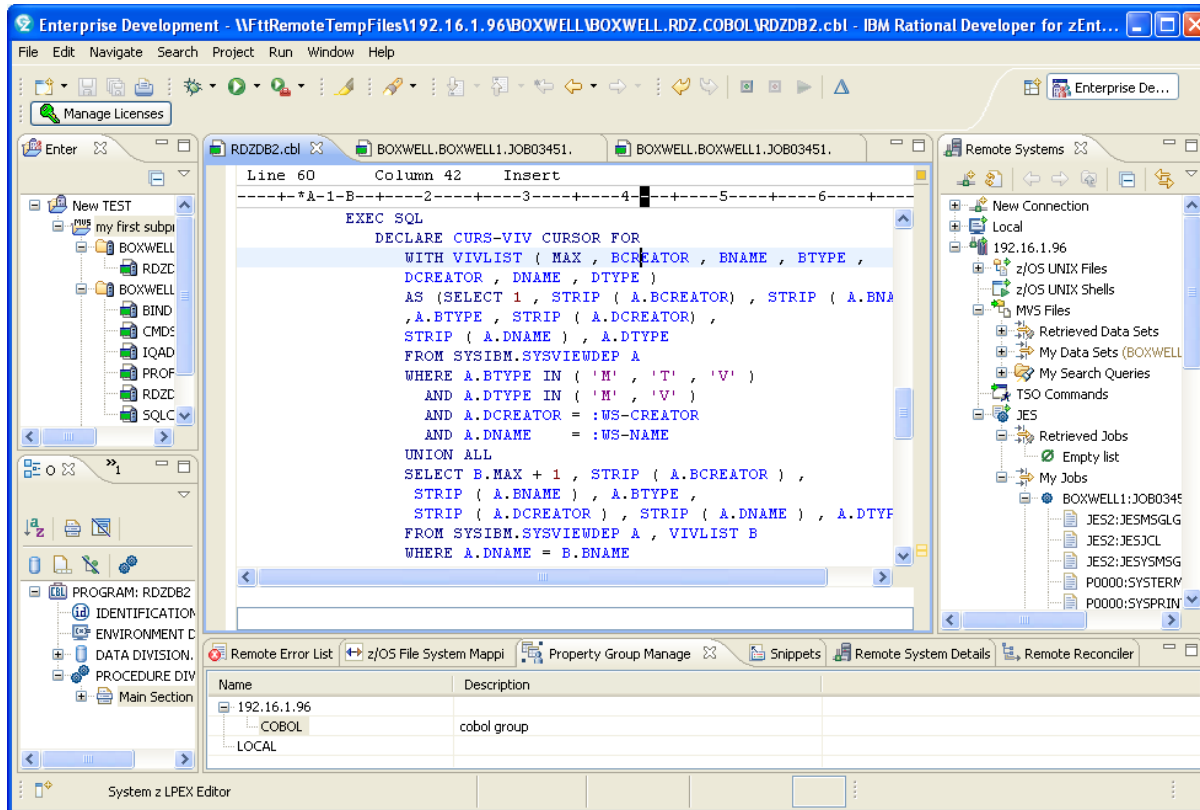 Enterprise Development - \\FttRemoteTempFiles\192.16.1.96\BOXWELL\BOXWELL.RDZ.COBOL\RDZDB2.cbl - IBM Rational Developer for zEnt...
File Edit Navigate Search Project Run Window Help
Enterprise De...
Manage Licenses
Enter
New TEST
my first subpr
BOXWELL
RDZD
BOXWELL
BIND
CMDS
IQAD
PROF
RDZD
SQLC
RDZDB2.cbl BOXWELL.BOXWELL1.JOB03451. BOXWELL.BOXWELL1.JOB03451.
Line 60 Column 42 Insert
----+-*A-1-B--+----2----+----3----+----4-█--+----5----+----6----+----
EXEC SQL
DECLARE CURS-VIV CURSOR FOR
WITH VIVLIST ( MAX , BCREATOR , BNAME , BTYPE ,
DCREATOR , DNAME , DTYPE )
AS (SELECT 1 , STRIP ( A.BCREATOR) , STRIP ( A.BNA
,A.BTYPE , STRIP ( A.DCREATOR) ,
STRIP ( A.DNAME ) , A.DTYPE
FROM SYSIBM.SYSVIEWDEP A
WHERE A.BTYPE IN ( 'M' , 'T' , 'V' )
AND A.DTYPE IN ( 'M' , 'V' )
AND A.DCREATOR = :WS-CREATOR
AND A.DNAME    = :WS-NAME
UNION ALL
SELECT B.MAX + 1 , STRIP ( A.BCREATOR ) ,
STRIP ( A.BNAME ) , A.BTYPE ,
STRIP ( A.DCREATOR ) , STRIP ( A.DNAME ) , A.DTYP
FROM SYSIBM.SYSVIEWDEP A , VIVLIST B
WHERE A.DNAME = B.BNAME
Remote Systems
New Connection
Local
192.16.1.96
z/OS UNIX Files
z/OS UNIX Shells
MVS Files
Retrieved Data Sets
My Data Sets (BOXWELL
My Search Queries
TSO Commands
JES
Retrieved Jobs
Empty list
My Jobs
BOXWELL1:JOB0345
JES2:JESMSGLG
JES2:JESJCL
JES2:JESYSMSG
P0000:SYSTERM
P0000:SYSPRIN
O
»1
PROGRAM: RDZDB2
IDENTIFICATION
ENVIRONMENT D
DATA DIVISION.
PROCEDURE DIV
Main Section
Remote Error List z/OS File System Mappi Property Group Manage Snippets Remote System Details Remote Reconciler
Name Description
192.16.1.96
COBOL cobol group
LOCAL
System z LPEX Editor